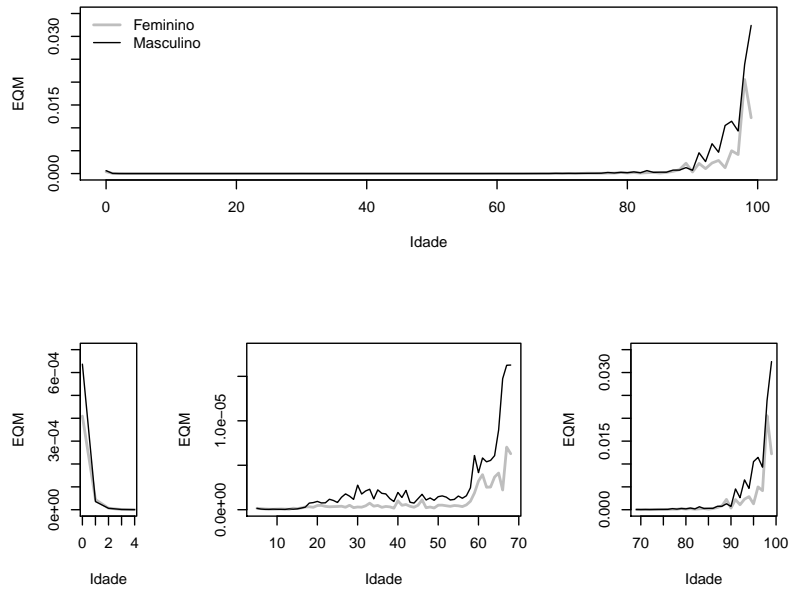 Feminino
Masculino
EQM
0.000 0.015 0.030
0 20 40 60 80 100
Idade
EQM
0e+00 3e−04 6e−04
0 2 4
Idade
EQM
0.0e+00 1.0e−05
10 20 30 40 50 60 70
Idade
EQM
0.000 0.015 0.030
70 80 90 100
Idade